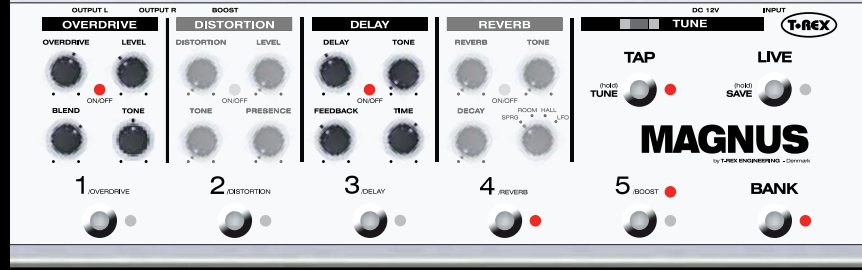 OUTPUT L OUTPUT R BOOST DC 12V INPUT
OVERDRIVE DISTORTION DELAY REVERB TUNE T-REX
OVERDRIVE LEVEL DISTORTION LEVEL DELAY TONE REVERB TONE
TAP LIVE
(hold) TUNE (hold) SAVE
ON/OFF ON/OFF ON/OFF ON/OFF
BLEND TONE TONE PRESENCE FEEDBACK TIME DECAY SPRG ROOM HALL LFO
MAGNUS
by T-REX ENGINEERING - Denmark
1 /OVERDRIVE 2 /DISTORTION 3 /DELAY 4 /REVERB 5 /BOOST BANK